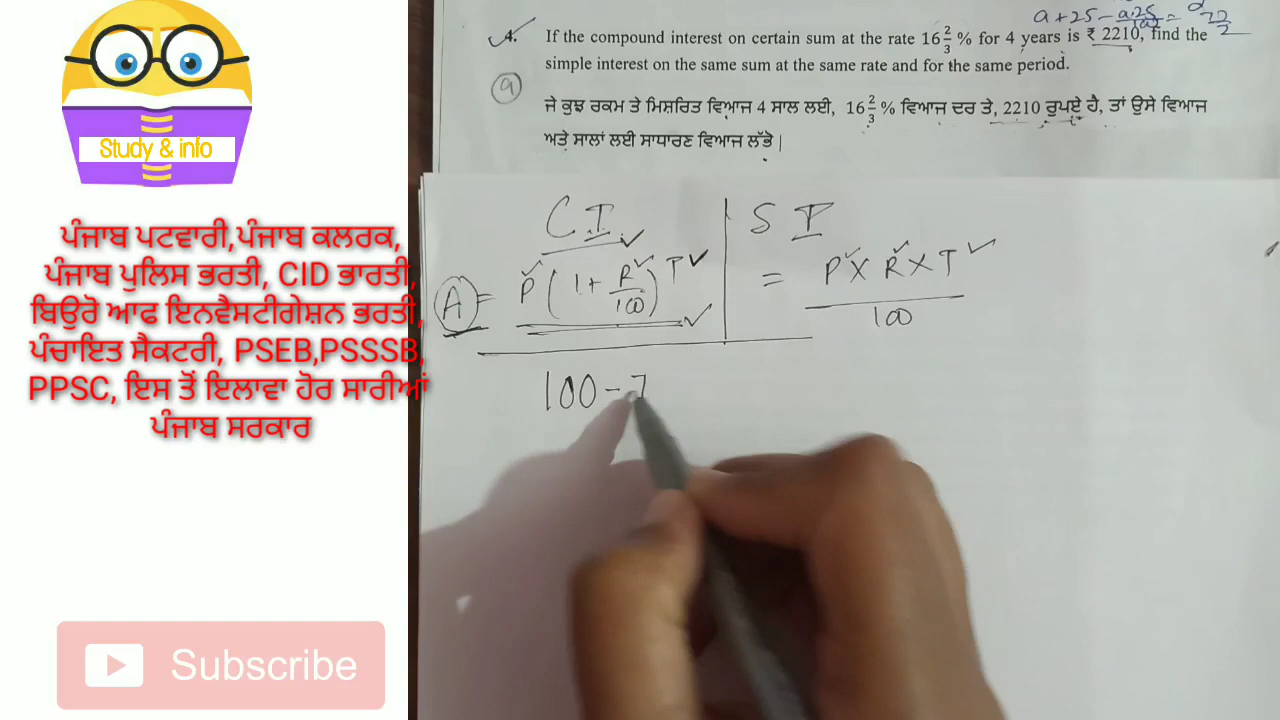 a+25-
4. If the compound interest on certain sum at the rate 16 2/3 % for 4 years is ₹ 2210, find the
simple interest on the same sum at the same rate and for the same period.
a
ਜੇ ਕੁਝ ਰਕਮ ਤੇ ਮਿਸ਼ਰਿਤ ਵਿਆਜ 4 ਸਾਲ ਲਈ, 16 2/3 % ਵਿਆਜ ਦਰ ਤੇ, 2210 ਰੁਪਏ ਹੈ, ਤਾਂ ਉਸੇ ਵਿਆਜ
ਅਤੇ ਸਾਲਾਂ ਲਈ ਸਾਧਾਰਣ ਵਿਆਜ ਲੱਭੋ |
Study & info
ਪੰਜਾਬ ਪਟਵਾਰੀ,ਪੰਜਾਬ ਕਲਰਕ,
ਪੰਜਾਬ ਪੁਲਿਸ ਭਰਤੀ, CID ਭਾਰਤੀ,
ਬਿਉਰੋ ਆਫ ਇਨਵੈਸਟੀਗੇਸ਼ਨ ਭਰਤੀ,
ਪੰਚਾਇਤ ਸੈਕਟਰੀ, PSEB,PSSSB,
PPSC, ਇਸ ਤੋਂ ਇਲਾਵਾ ਹੋਰ ਸਾਰੀਆਂ
ਪੰਜਾਬ ਸਰਕਾਰ
C.I.
A = P(1+R/100)T
S I
= P×R×T/100
100-7
Subscribe